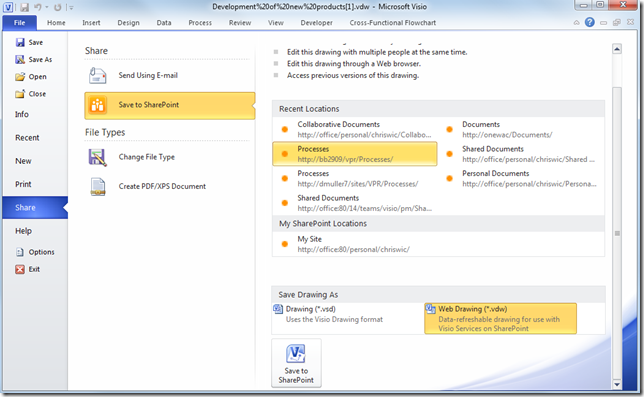 Development%20of%20new%20products[1].vdw - Microsoft Visio
File Home Insert Design Data Process Review View Developer Cross-Functional Flowchart
Save
Save As
Open
Close
Info
Recent
New
Print
Share
Help
Options
Exit
Share
Send Using E-mail
Save to SharePoint
File Types
Change File Type
Create PDF/XPS Document
Edit this drawing with multiple people at the same time.
Edit this drawing through a Web browser.
Access previous versions of this drawing.
Recent Locations
Collaborative Documents
http://office/personal/chriswic/Collabo...
Documents
http://onewac/Documents/
Processes
http://bb2909/vpr/Processes/
Shared Documents
http://office/personal/chriswic/Shared ...
Processes
http://dmuller7/sites/VPR/Processes/
Personal Documents
http://office/personal/chriswic/Persona...
Shared Documents
http://office:80/14/teams/visio/pm/Sha...
My SharePoint Locations
My Site
http://office:80/personal/chriswic/
Save Drawing As
Drawing (*.vsd)
Uses the Visio Drawing format
Web Drawing (*.vdw)
Data-refreshable drawing for use with
Visio Services on SharePoint
Save to
SharePoint